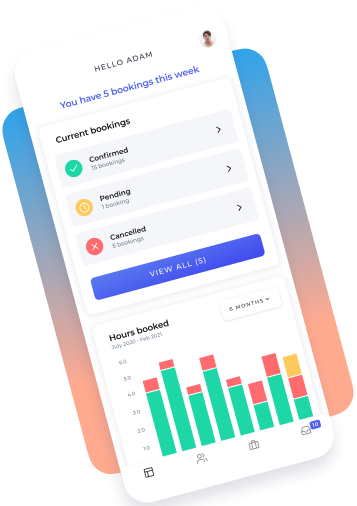 HELLO ADAM
You have 5 bookings this week
Current bookings
Confirmed
15 bookings
Pending
1 booking
Cancelled
5 bookings
VIEW ALL (5)
Hours booked
July 2020 - Feb 2021
6 MONTHS
60
50
40
30
20
10
10